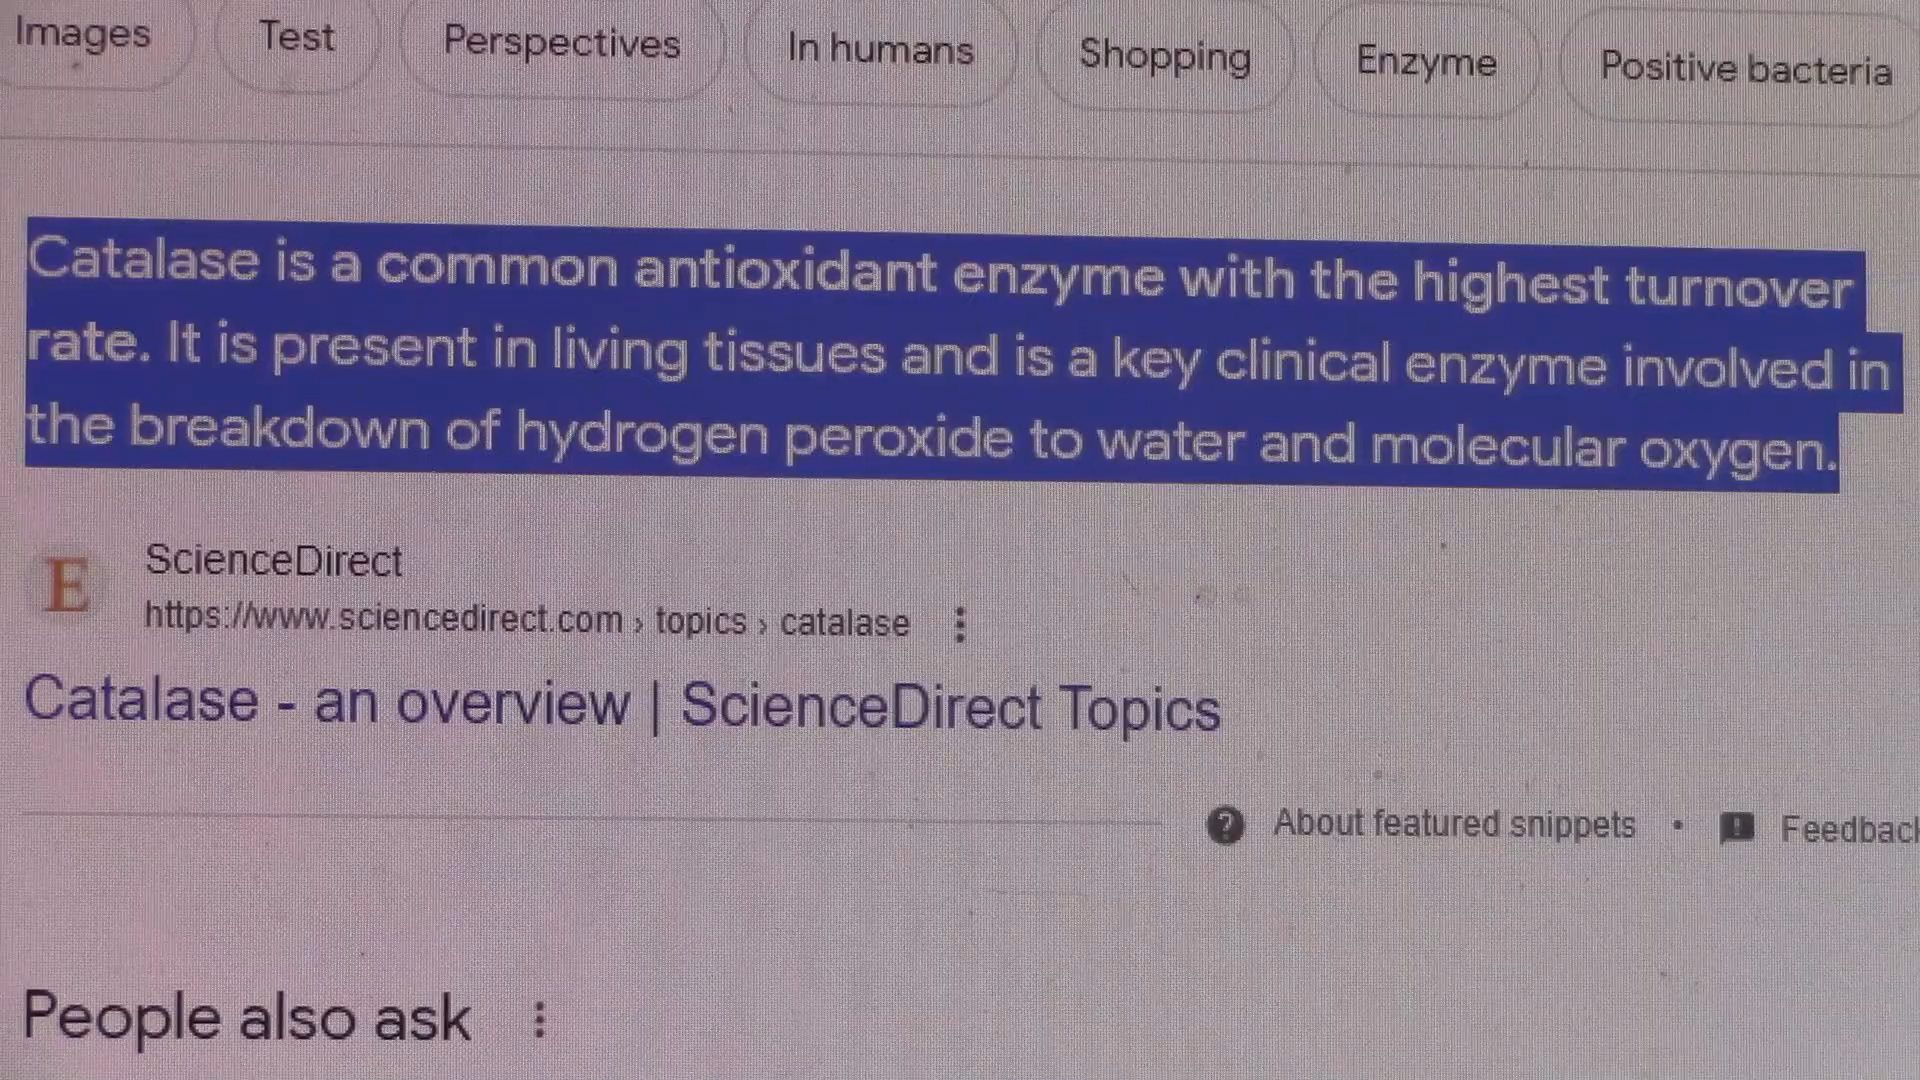 Images Test Perspectives In humans Shopping Enzyme Positive bacteria
Catalase is a common antioxidant enzyme with the highest turnover
rate. It is present in living tissues and is a key clinical enzyme involved in
the breakdown of hydrogen peroxide to water and molecular oxygen.
E
ScienceDirect
https://www.sciencedirect.com › topics › catalase
Catalase - an overview | ScienceDirect Topics
About featured snippets • Feedback
People also ask